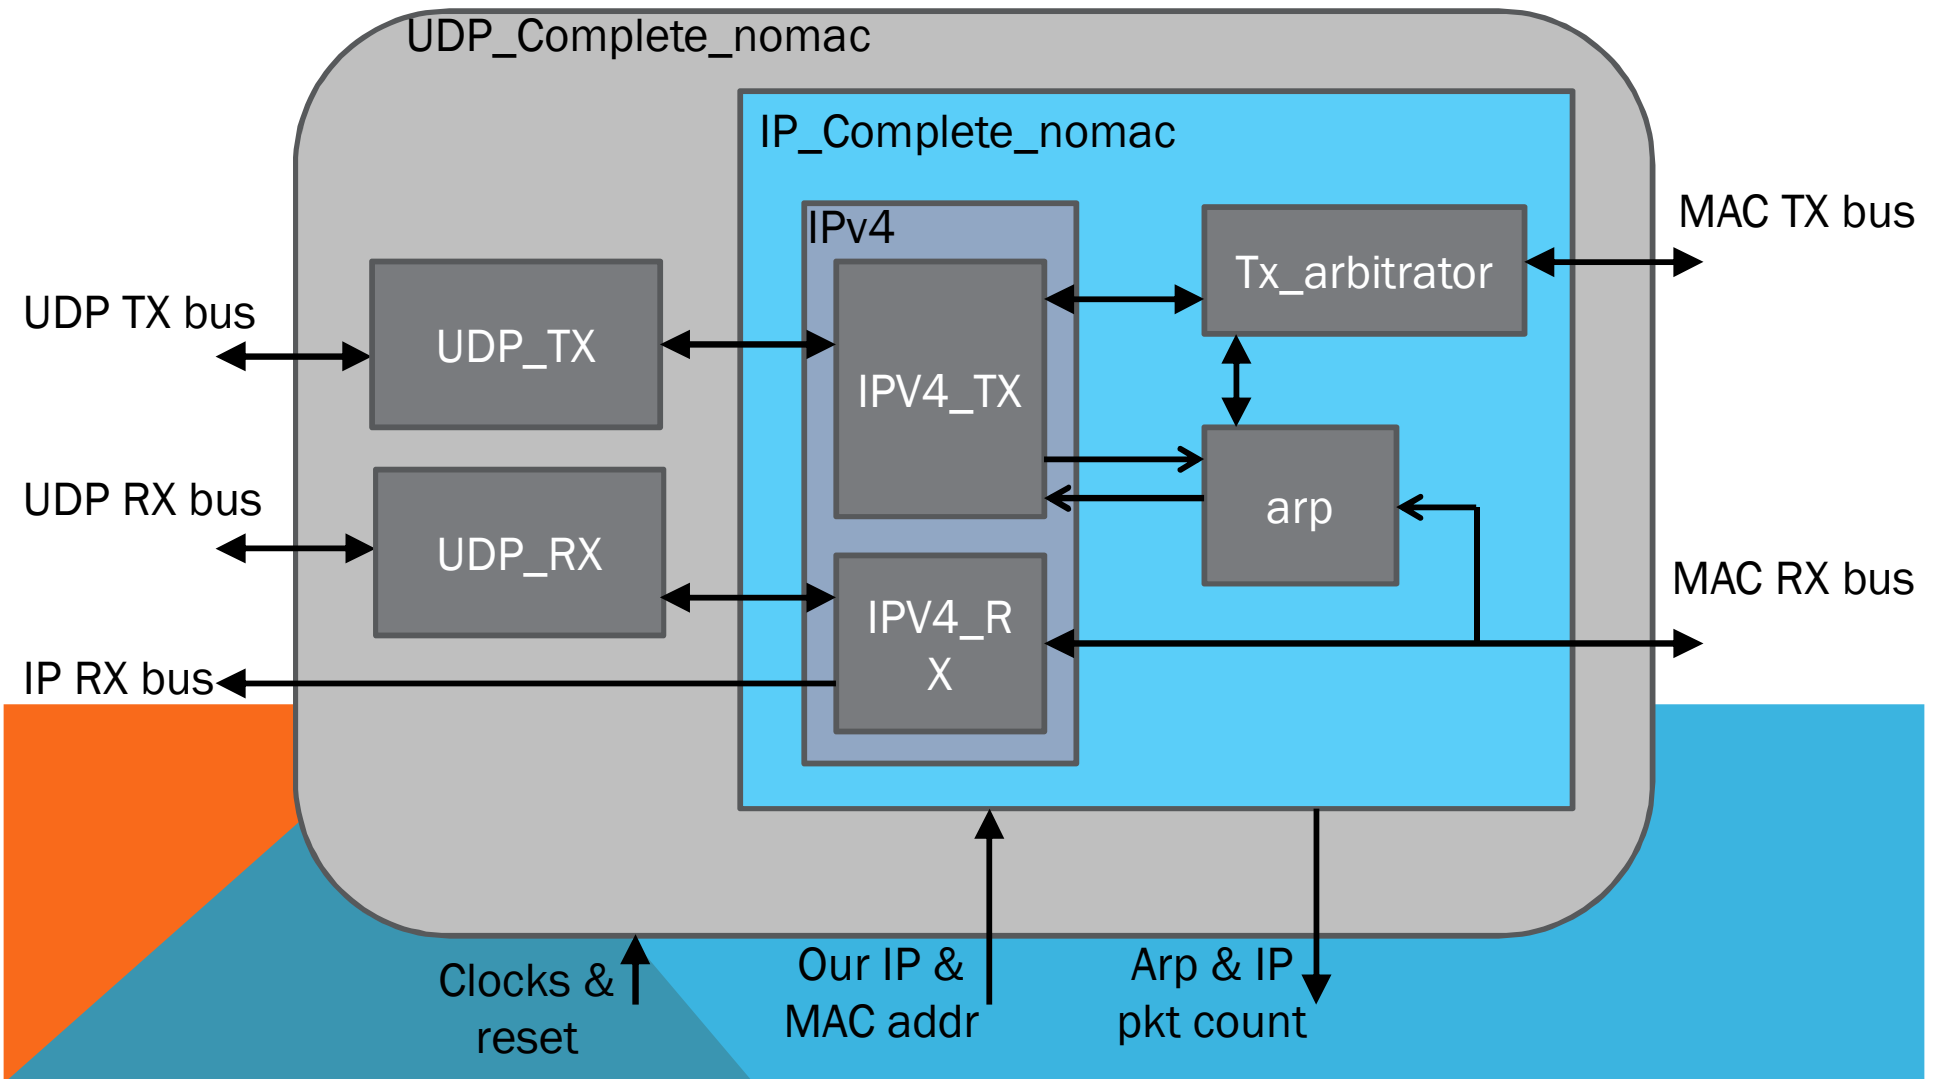 UDP_Complete_nomac
IP_Complete_nomac
IPv4
MAC TX bus
Tx_arbitrator
UDP TX bus
UDP_TX
IPV4_TX
UDP RX bus
arp
UDP_RX
MAC RX bus
IPV4_R
X
IP RX bus
Clocks &
reset
Our IP &
MAC addr
Arp & IP
pkt count